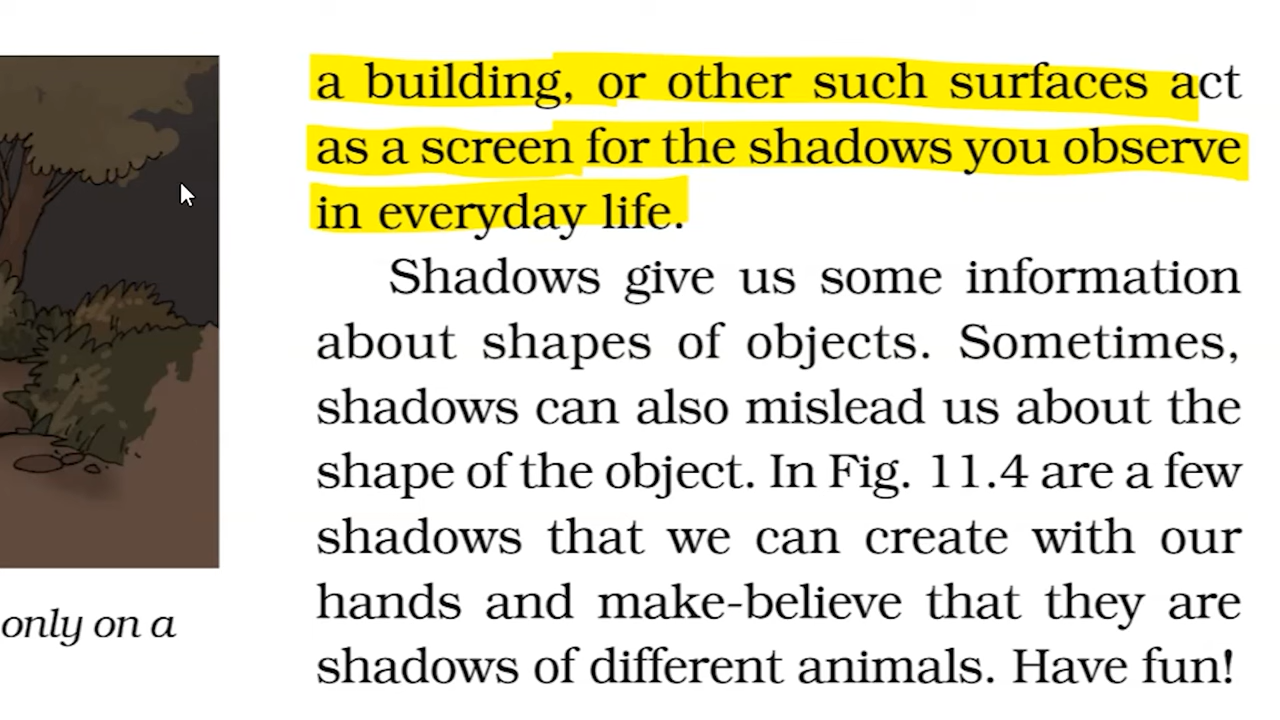 a building, or other such surfaces act
as a screen for the shadows you observe
in everyday life.
Shadows give us some information
about shapes of objects. Sometimes,
shadows can also mislead us about the
shape of the object. In Fig. 11.4 are a few
shadows that we can create with our
hands and make-believe that they are
shadows of different animals. Have fun!
only on a